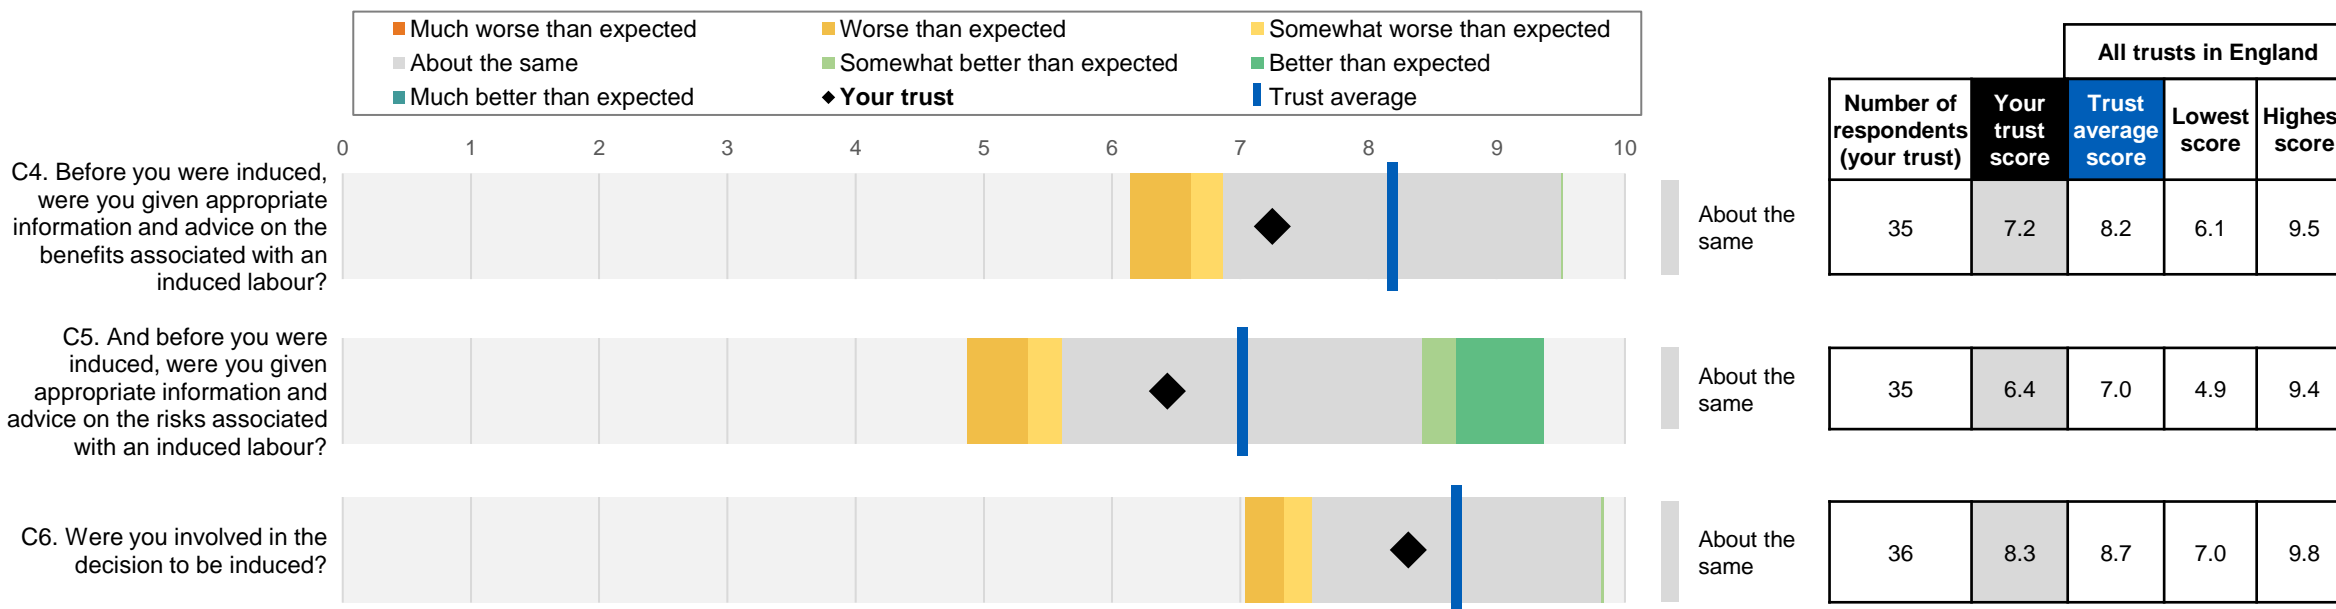 Much worse than expected
Worse than expected
Somewhat worse than expected
About the same
Somewhat better than expected
Better than expected
Much better than expected
Your trust
Trust average
All trusts in England
Number of
respondents
(your trust)
Your
trust
score
Trust
average
score
Lowest
score
Highes
score
0 1 2 3 4 5 6 7 8 9 10
C4. Before you were induced,
were you given appropriate
information and advice on the
benefits associated with an
induced labour?
About the
same
35 7.2 8.2 6.1 9.5
C5. And before you were
induced, were you given
appropriate information and
advice on the risks associated
with an induced labour?
About the
same
35 6.4 7.0 4.9 9.4
C6. Were you involved in the
decision to be induced?
About the
same
36 8.3 8.7 7.0 9.8